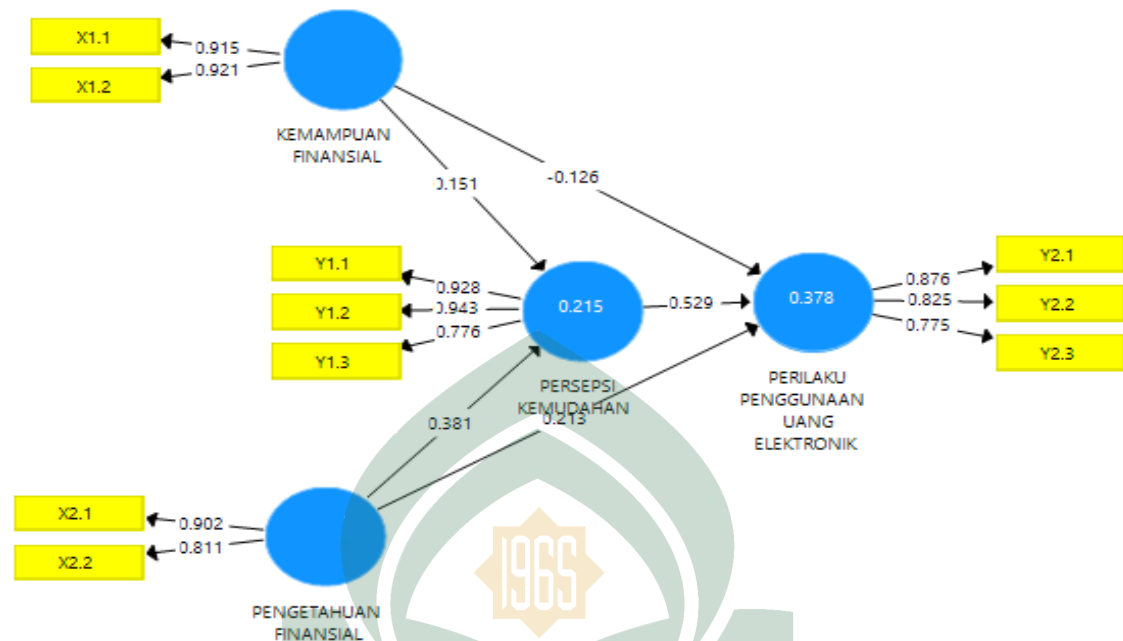 X1.1
0.915
X1.2
0.921
KEMAMPUAN
FINANSIAL
0.151
-0.126
Y1.1
0.928
Y1.2
0.943
Y1.3
0.776
0.215
PERSEPSI
KEMUDAHAN
0.529
0.378
PERILAKU
PENGGUNAAN
UANG
ELEKTRONIK
Y2.1
0.876
Y2.2
0.825
Y2.3
0.775
0.381
0.213
X2.1
0.902
X2.2
0.811
PENGETAHUAN
FINANSIAL
1965